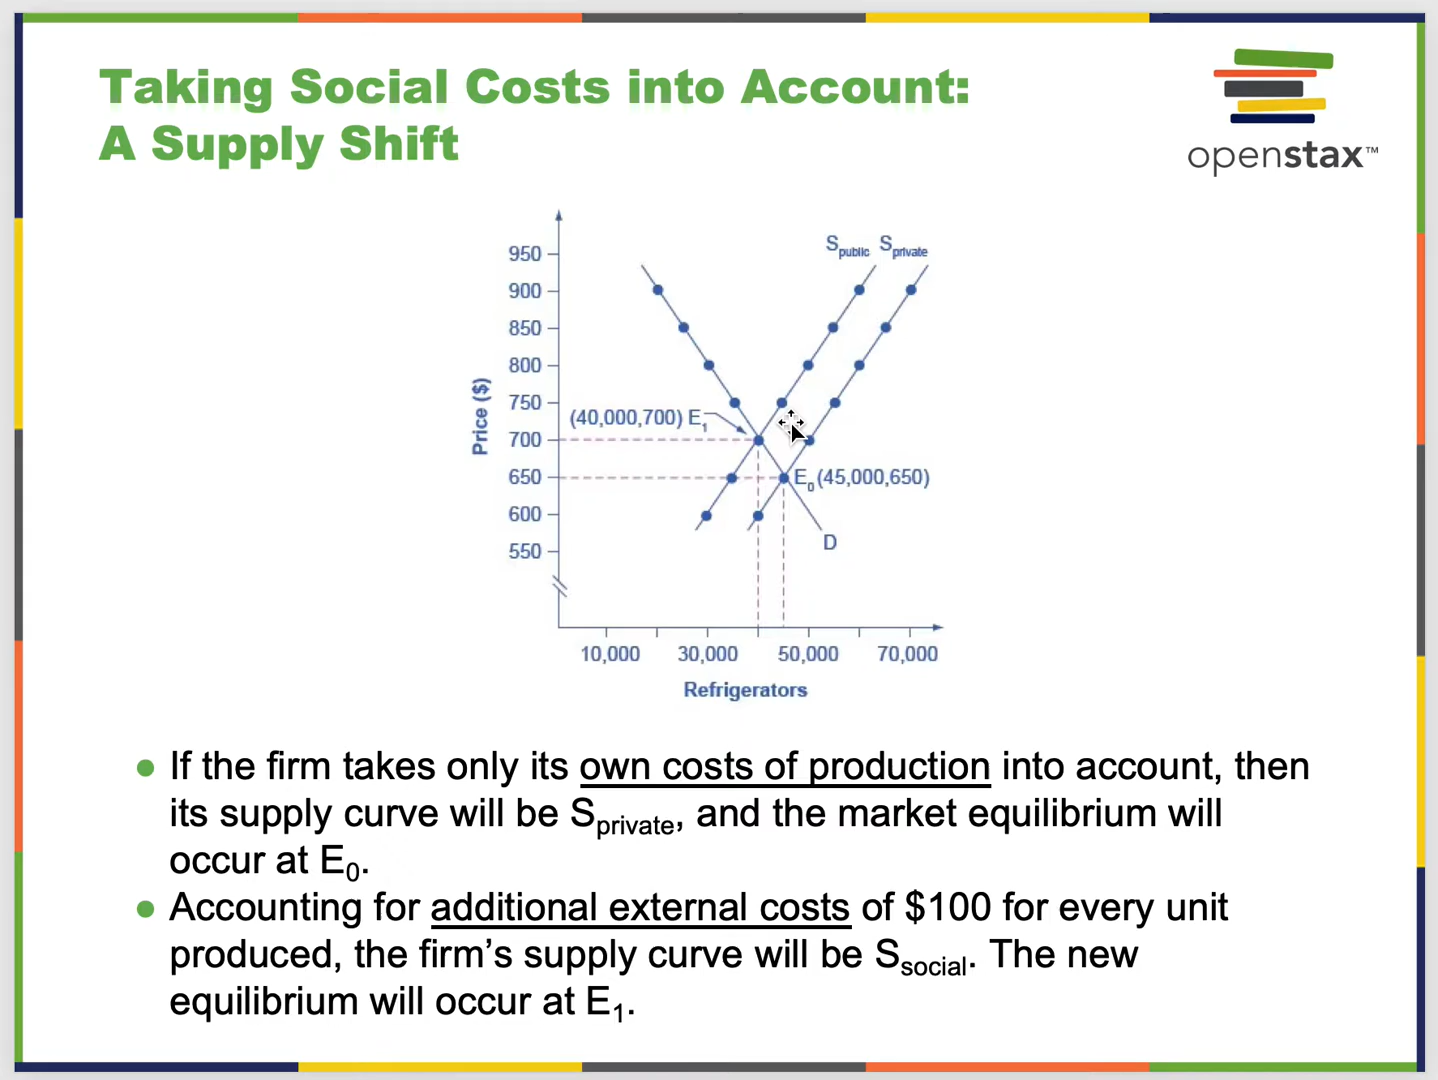 Taking Social Costs into Account:
A Supply Shift
openstax™
S_public S_private
950
900
850
800
750
700
650
600
550
Price ($)
(40,000,700) E₁
E₀ (45,000,650)
D
10,000 30,000 50,000 70,000
Refrigerators
● If the firm takes only its own costs of production into account, then
its supply curve will be S_private, and the market equilibrium will
occur at E₀.
● Accounting for additional external costs of $100 for every unit
produced, the firm’s supply curve will be S_social. The new
equilibrium will occur at E₁.